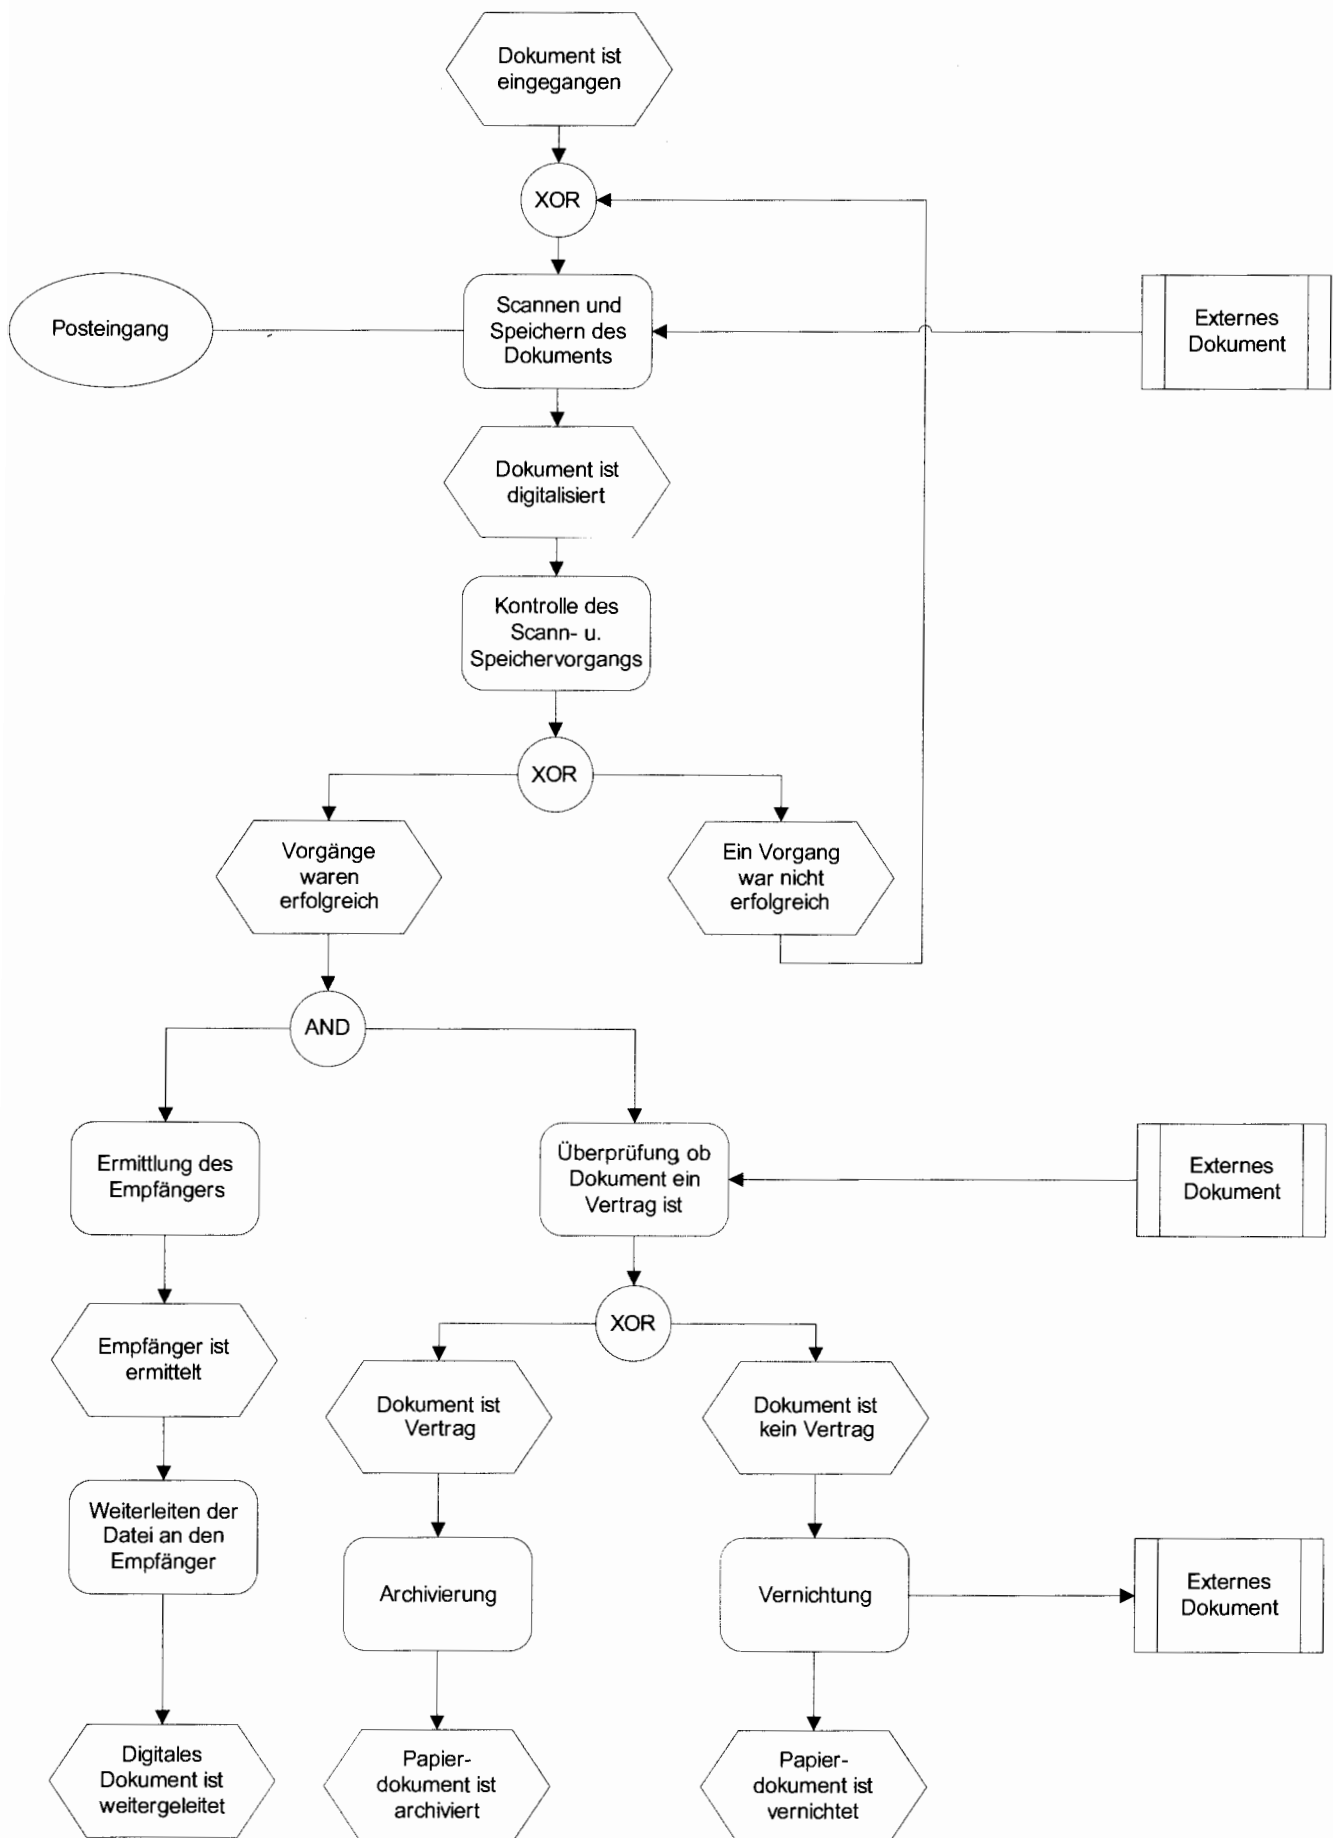 Dokument ist
eingegangen
XOR
Posteingang
Scannen und
Speichern des
Dokuments
Externes
Dokument
Dokument ist
digitalisiert
Kontrolle des
Scann- u.
Speichervorgangs
XOR
Vorgänge
waren
erfolgreich
Ein Vorgang
war nicht
erfolgreich
AND
Ermittlung des
Empfängers
Überprüfung, ob
Dokument ein
Vertrag ist
Externes
Dokument
XOR
Empfänger ist
ermittelt
Dokument ist
Vertrag
Dokument ist
kein Vertrag
Weiterleiten der
Datei an den
Empfänger
Archivierung
Vernichtung
Externes
Dokument
Digitales
Dokument ist
weitergeleitet
Papier-
dokument ist
archiviert
Papier-
dokument ist
vernichtet